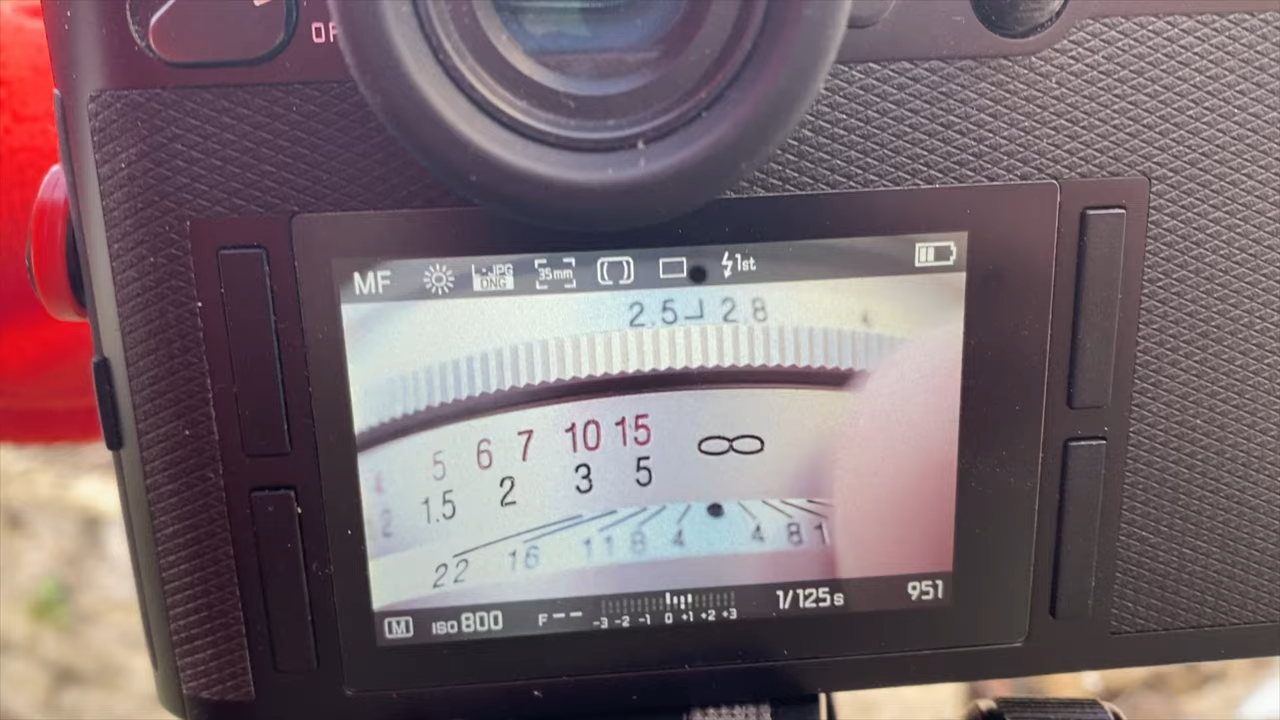 MF L-JPG DNG 35mm 1st
2.5 2.8
5 6 7 10 15
1.5 2 3 5 ∞
22 16 11 8 4 4 8
M ISO 800 F-- -3 -2 -1 0 +1 +2 +3 1/125s 951